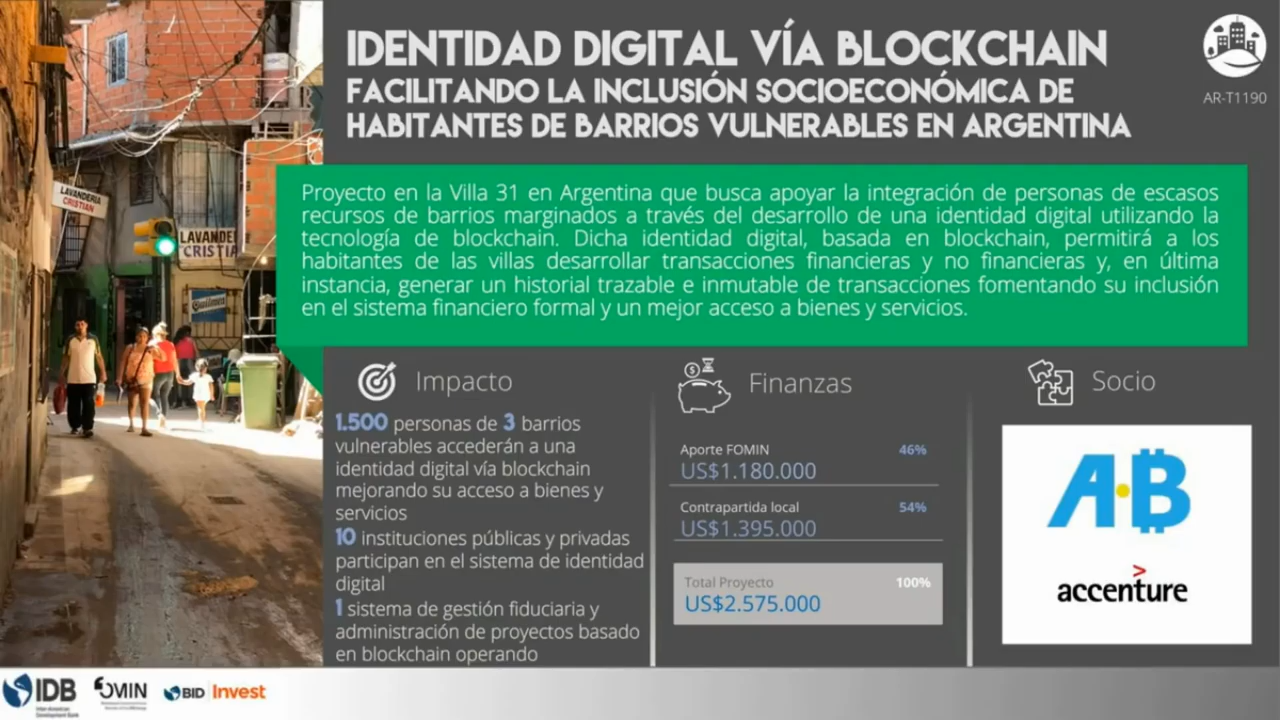 IDENTIDAD DIGITAL VÍA BLOCKCHAIN
FACILITANDO LA INCLUSIÓN SOCIOECONÓMICA DE
HABITANTES DE BARRIOS VULNERABLES EN ARGENTINA
AR-T1190
Proyecto en la Villa 31 en Argentina que busca apoyar la integración de personas de escasos
recursos de barrios marginados a través del desarrollo de una identidad digital utilizando la
tecnología de blockchain. Dicha identidad digital, basada en blockchain, permitirá a los
habitantes de las villas desarrollar transacciones financieras y no financieras y, en última
instancia, generar un historial trazable e inmutable de transacciones fomentando su inclusión
en el sistema financiero formal y un mejor acceso a bienes y servicios.
LAVANDERIA
CRISTIAN
LAVANDE
CRISTIA
Quilmes
Impacto
1.500 personas de 3 barrios
vulnerables accederán a una
identidad digital vía blockchain
mejorando su acceso a bienes y
servicios
10 instituciones públicas y privadas
participan en el sistema de identidad
digital
1 sistema de gestión fiduciaria y
administración de proyectos basado
en blockchain operando
Finanzas
Aporte FOMIN 46%
US$1.180.000
Contrapartida local 54%
US$1.395.000
Total Proyecto 100%
US$2.575.000
Socio
A·B
accenture
IDB
Inter-American
Development Bank
FOMIN
BID Invest